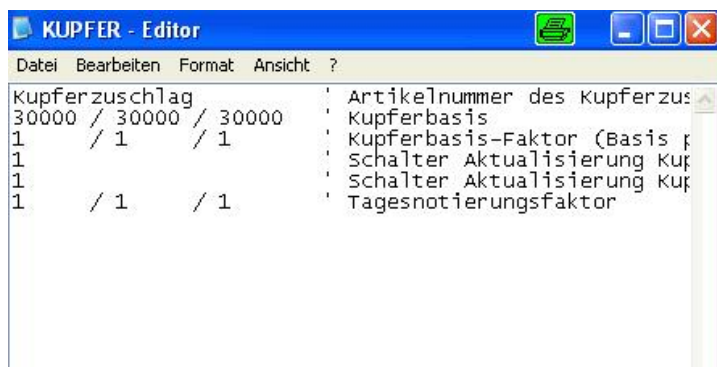 KUPFER - Editor
Datei Bearbeiten Format Ansicht ?
Kupferzuschlag ' Artikelnummer des Kupferzus
30000 / 30000 / 30000 ' Kupferbasis
1 / 1 / 1 ' Kupferbasis-Faktor (Basis p
1 ' Schalter Aktualisierung Kup
1 ' Schalter Aktualisierung Kup
1 / 1 / 1 ' Tagesnotierungsfaktor